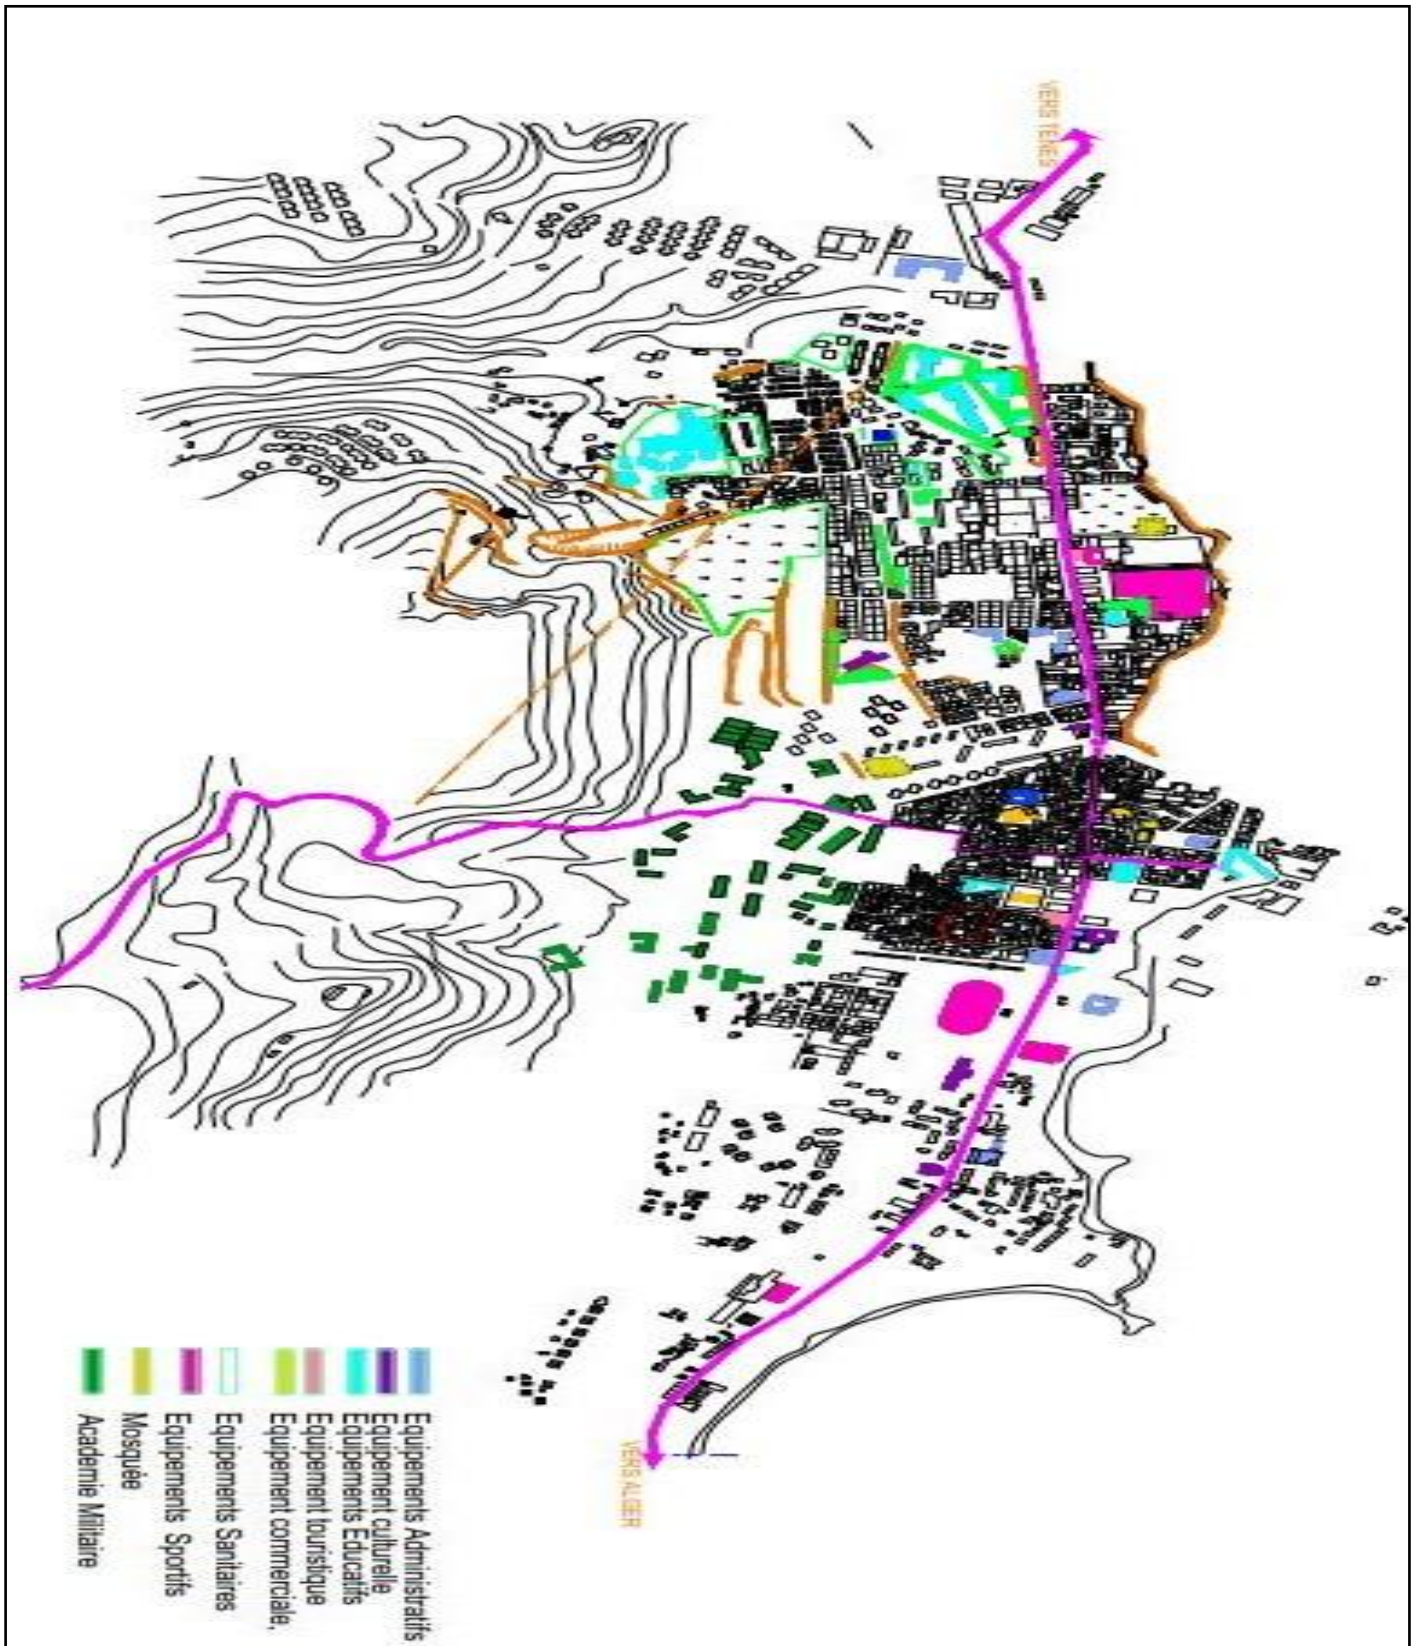 VERS TENES
VERS ALGER
Equipements Administratifs
Equipement culturelle
Equipements Educatifs
Equipement touristique
Equipement commerciale,
Equipements Sanitaires
Equipements Sportifs
Mosquée
Academie Militaire